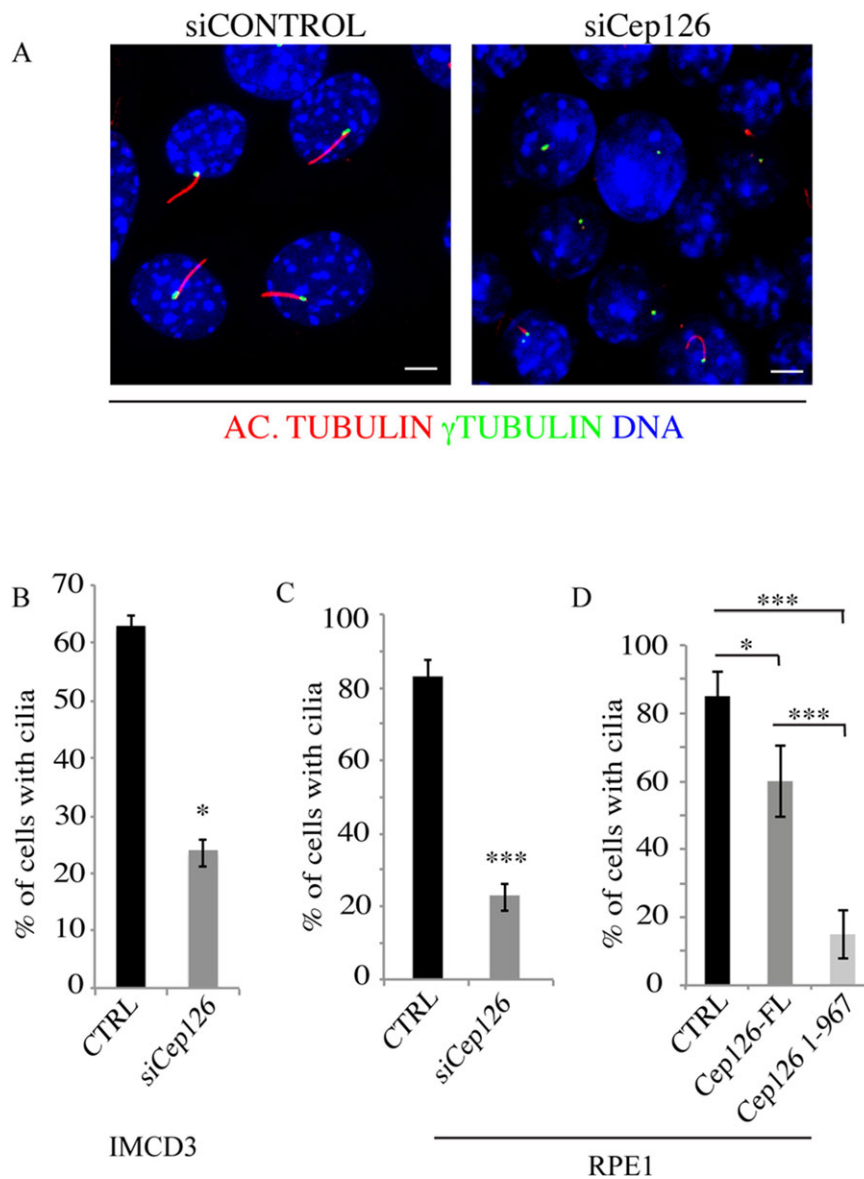 siCONTROL
siCep126
A
AC. TUBULIN γTUBULIN DNA
B
% of cells with cilia
70
60
50
40
30
20
10
0
*
CTRL
siCep126
IMCD3
C
% of cells with cilia
100
80
60
40
20
0
***
CTRL
siCep126
D
% of cells with cilia
100
80
60
40
20
0
***
*
***
CTRL
Cep126-FL
Cep126 1-967
RPE1